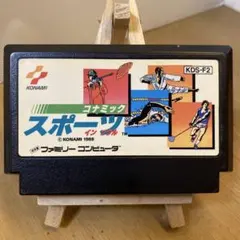 KONAMI
KDS-F2
コナミック
スポーツ
イン ソウル
© KONAMI 1988
ファミリー コンピュータ